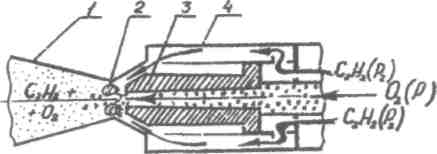 1 2 3 4
C₂H₂(P₂)
C₂H₂ +
O₂(P)
+ O₂
C₂H₂(P₂)